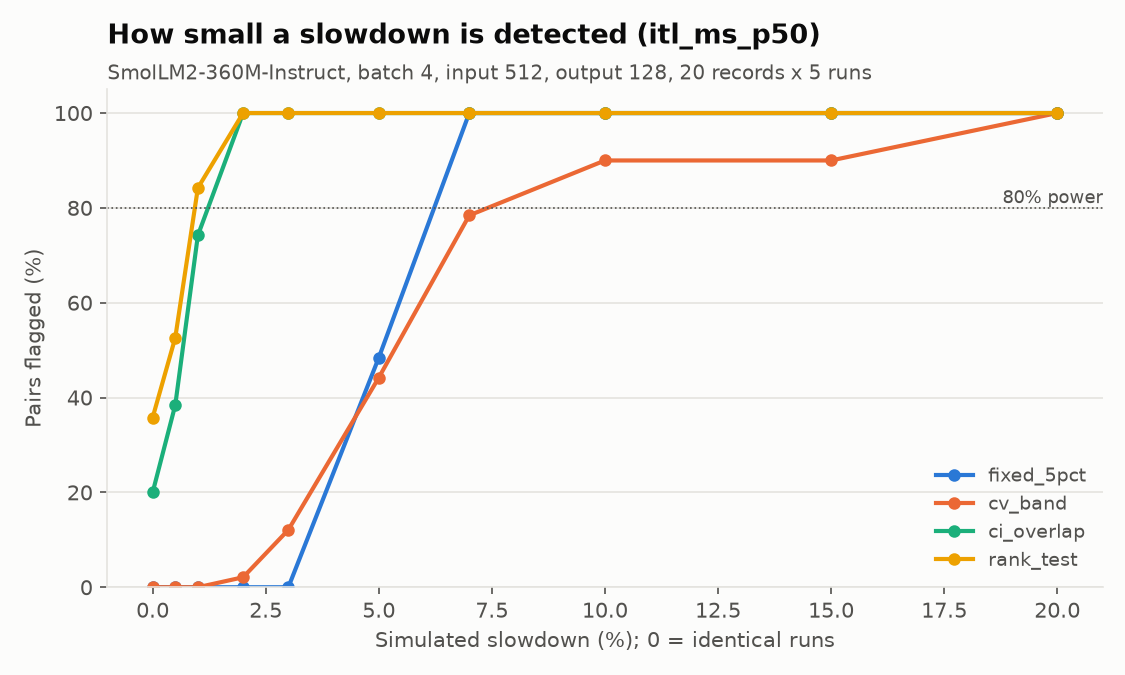 How small a slowdown is detected (itl_ms_p50)
SmolLM2-360M-Instruct, batch 4, input 512, output 128, 20 records x 5 runs
Pairs flagged (%)
100
80
60
40
20
0
80% power
fixed_5pct
cv_band
ci_overlap
rank_test
0.0 2.5 5.0 7.5 10.0 12.5 15.0 17.5 20.0
Simulated slowdown (%); 0 = identical runs